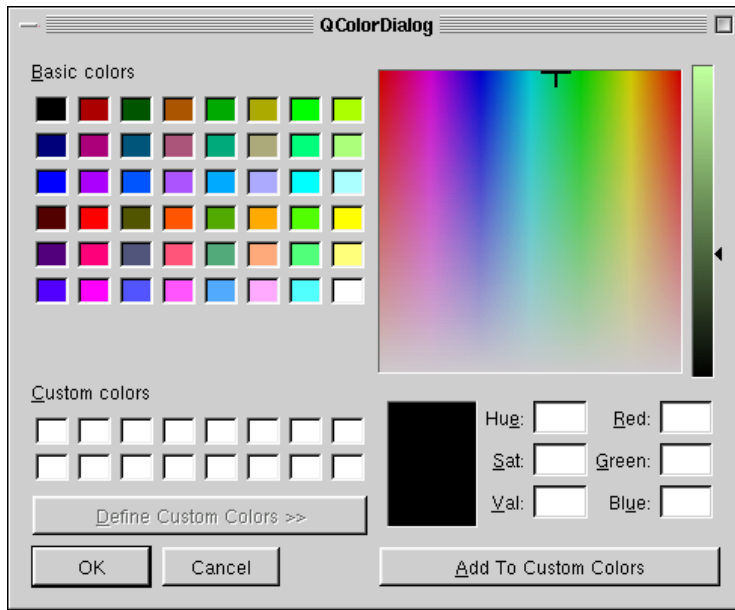 QColorDialog
Basic colors
Custom colors
Hue: Red:
Sat: Green:
Val: Blue:
Define Custom Colors >>
OK Cancel Add To Custom Colors